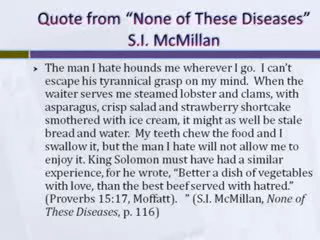 Quote from “None of These Diseases”
S.I. McMillan
The man I hate hounds me wherever I go. I can’t
escape his tyrannical grasp on my mind. When the
waiter serves me steamed lobster and clams, with
asparagus, crisp salad and strawberry shortcake
smothered with ice cream, it might as well be stale
bread and water. My teeth chew the food and I
swallow it, but the man I hate will not allow me to
enjoy it. King Solomon must have had a similar
experience, for he wrote, “Better a dish of vegetables
with love, than the best beef served with hatred.”
(Proverbs 15:17, Moffatt). ” (S.I. McMillan, None of
These Diseases, p. 116)